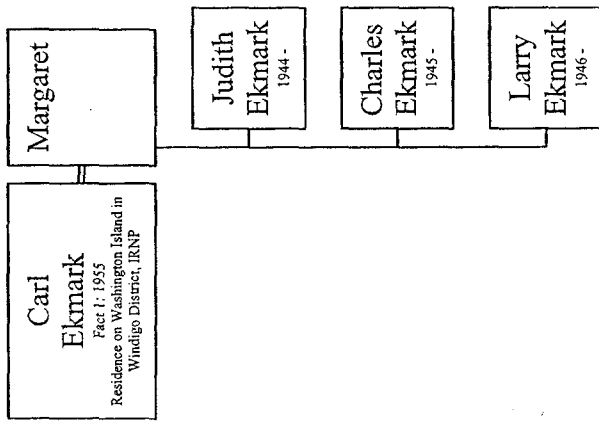 Carl
Ekmark
Fact 1: 1955
Residence on Washington Island in
Windigo District, IRNP
Margaret
Judith
Ekmark
1944 -
Charles
Ekmark
1945 -
Larry
Ekmark
1946 -